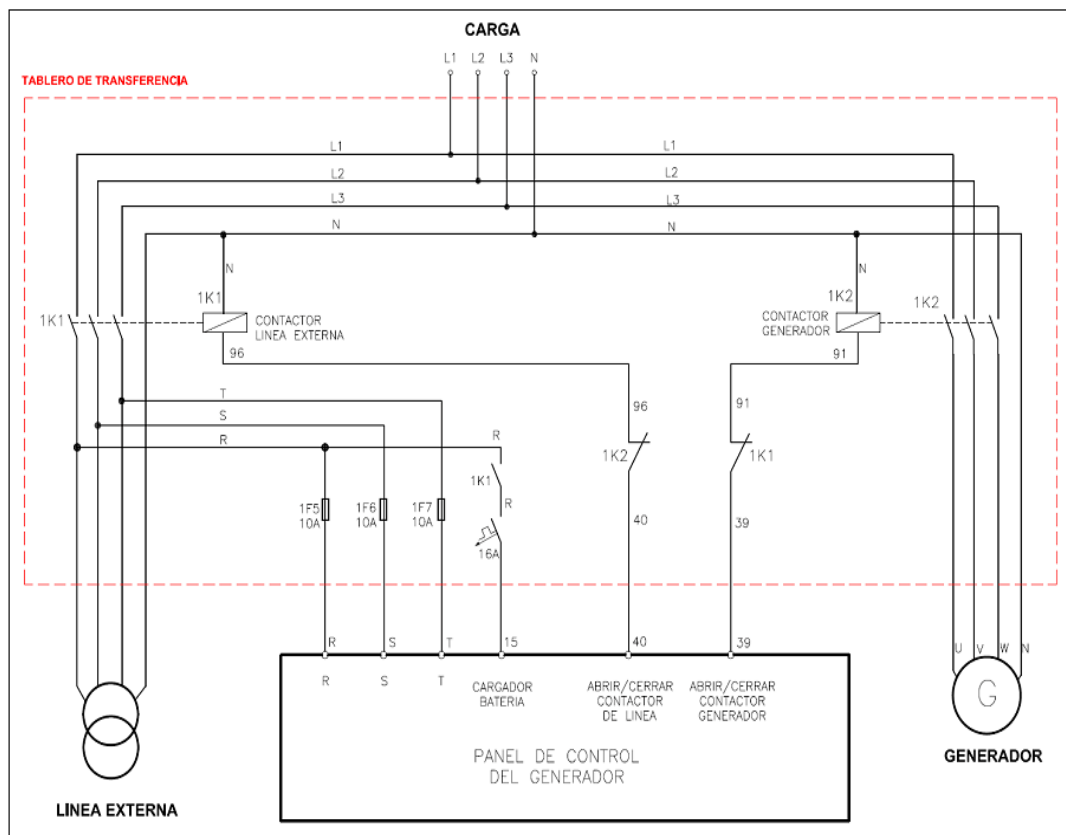 CARGA
L1 L2 L3 N
TABLERO DE TRANSFERENCIA
L1 L1
L2 L2
L3 L3
N N
N N
1K1 1K2
1K1 1K2
CONTACTOR
LINEA EXTERNA
CONTACTOR
GENERADOR
96 91
T
S
R
96 91
R
1K2 1K1
1K1
R
1F5
10A
1F6
10A
1F7
10A
16A
40 39
R S T 15 40 39
U V W N
R S T
CARGADOR
BATERIA
ABRIR/CERRAR
CONTACTOR
DE LINEA
ABRIR/CERRAR
CONTACTOR
GENERADOR
G
PANEL DE CONTROL
DEL GENERADOR
GENERADOR
LINEA EXTERNA